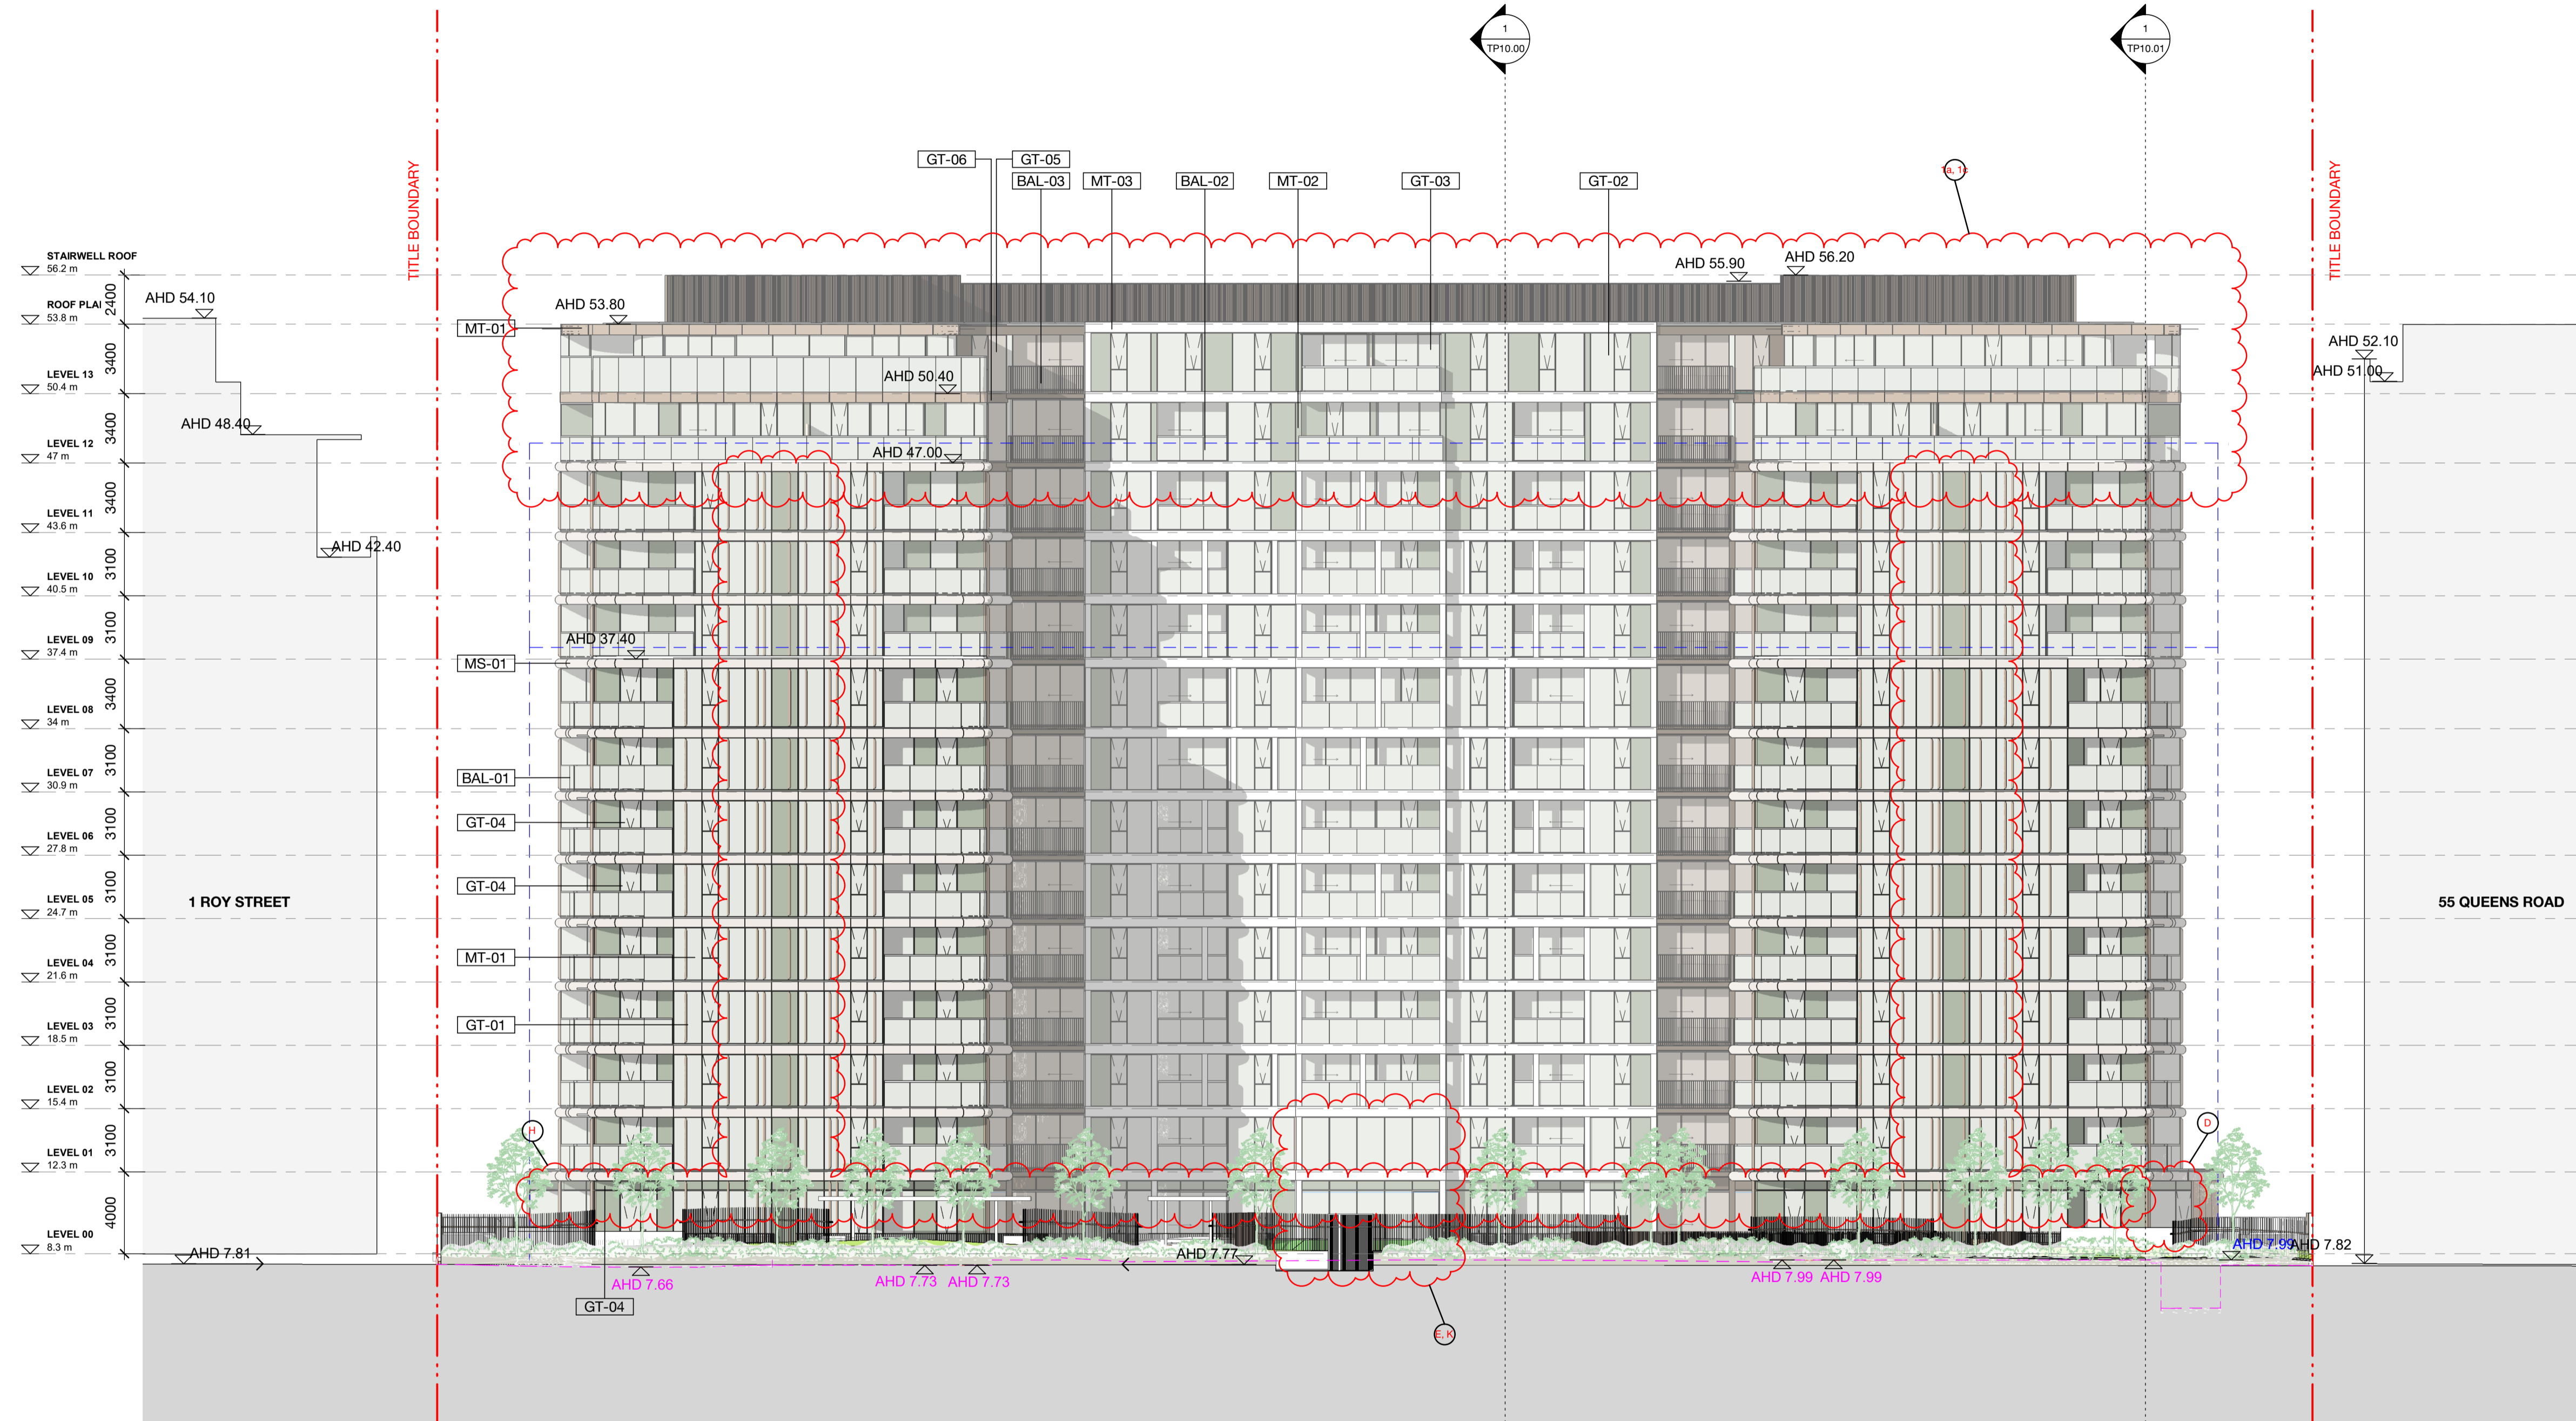 1
TP10.00
1
TP10.01
TITLE BOUNDARY
TITLE BOUNDARY
GT-06
GT-05
BAL-03
MT-03
BAL-02
MT-02
GT-03
GT-02
1a, 1c
STAIRWELL ROOF
56.2 m
2400
ROOF PLA
53.8 m
3400
LEVEL 13
50.4 m
3400
LEVEL 12
47 m
3400
LEVEL 11
43.6 m
3100
LEVEL 10
40.5 m
3100
LEVEL 09
37.4 m
3400
LEVEL 08
34 m
3100
LEVEL 07
30.9 m
3100
LEVEL 06
27.8 m
3100
LEVEL 05
24.7 m
3100
LEVEL 04
21.6 m
3100
LEVEL 03
18.5 m
3100
LEVEL 02
15.4 m
3100
LEVEL 01
12.3 m
4000
LEVEL 00
8.3 m
AHD 54.10
AHD 48.40
AHD 42.40
1 ROY STREET
AHD 7.81
AHD 53.80
AHD 55.90
AHD 56.20
AHD 50.40
AHD 47.00
AHD 37.40
MT-01
MS-01
BAL-01
GT-04
GT-04
MT-01
GT-01
H
D
AHD 52.10
AHD 51.00
55 QUEENS ROAD
AHD 7.77
AHD 7.99
AHD 7.82
AHD 7.66
AHD 7.73
AHD 7.73
AHD 7.99
AHD 7.99
GT-04
E, K